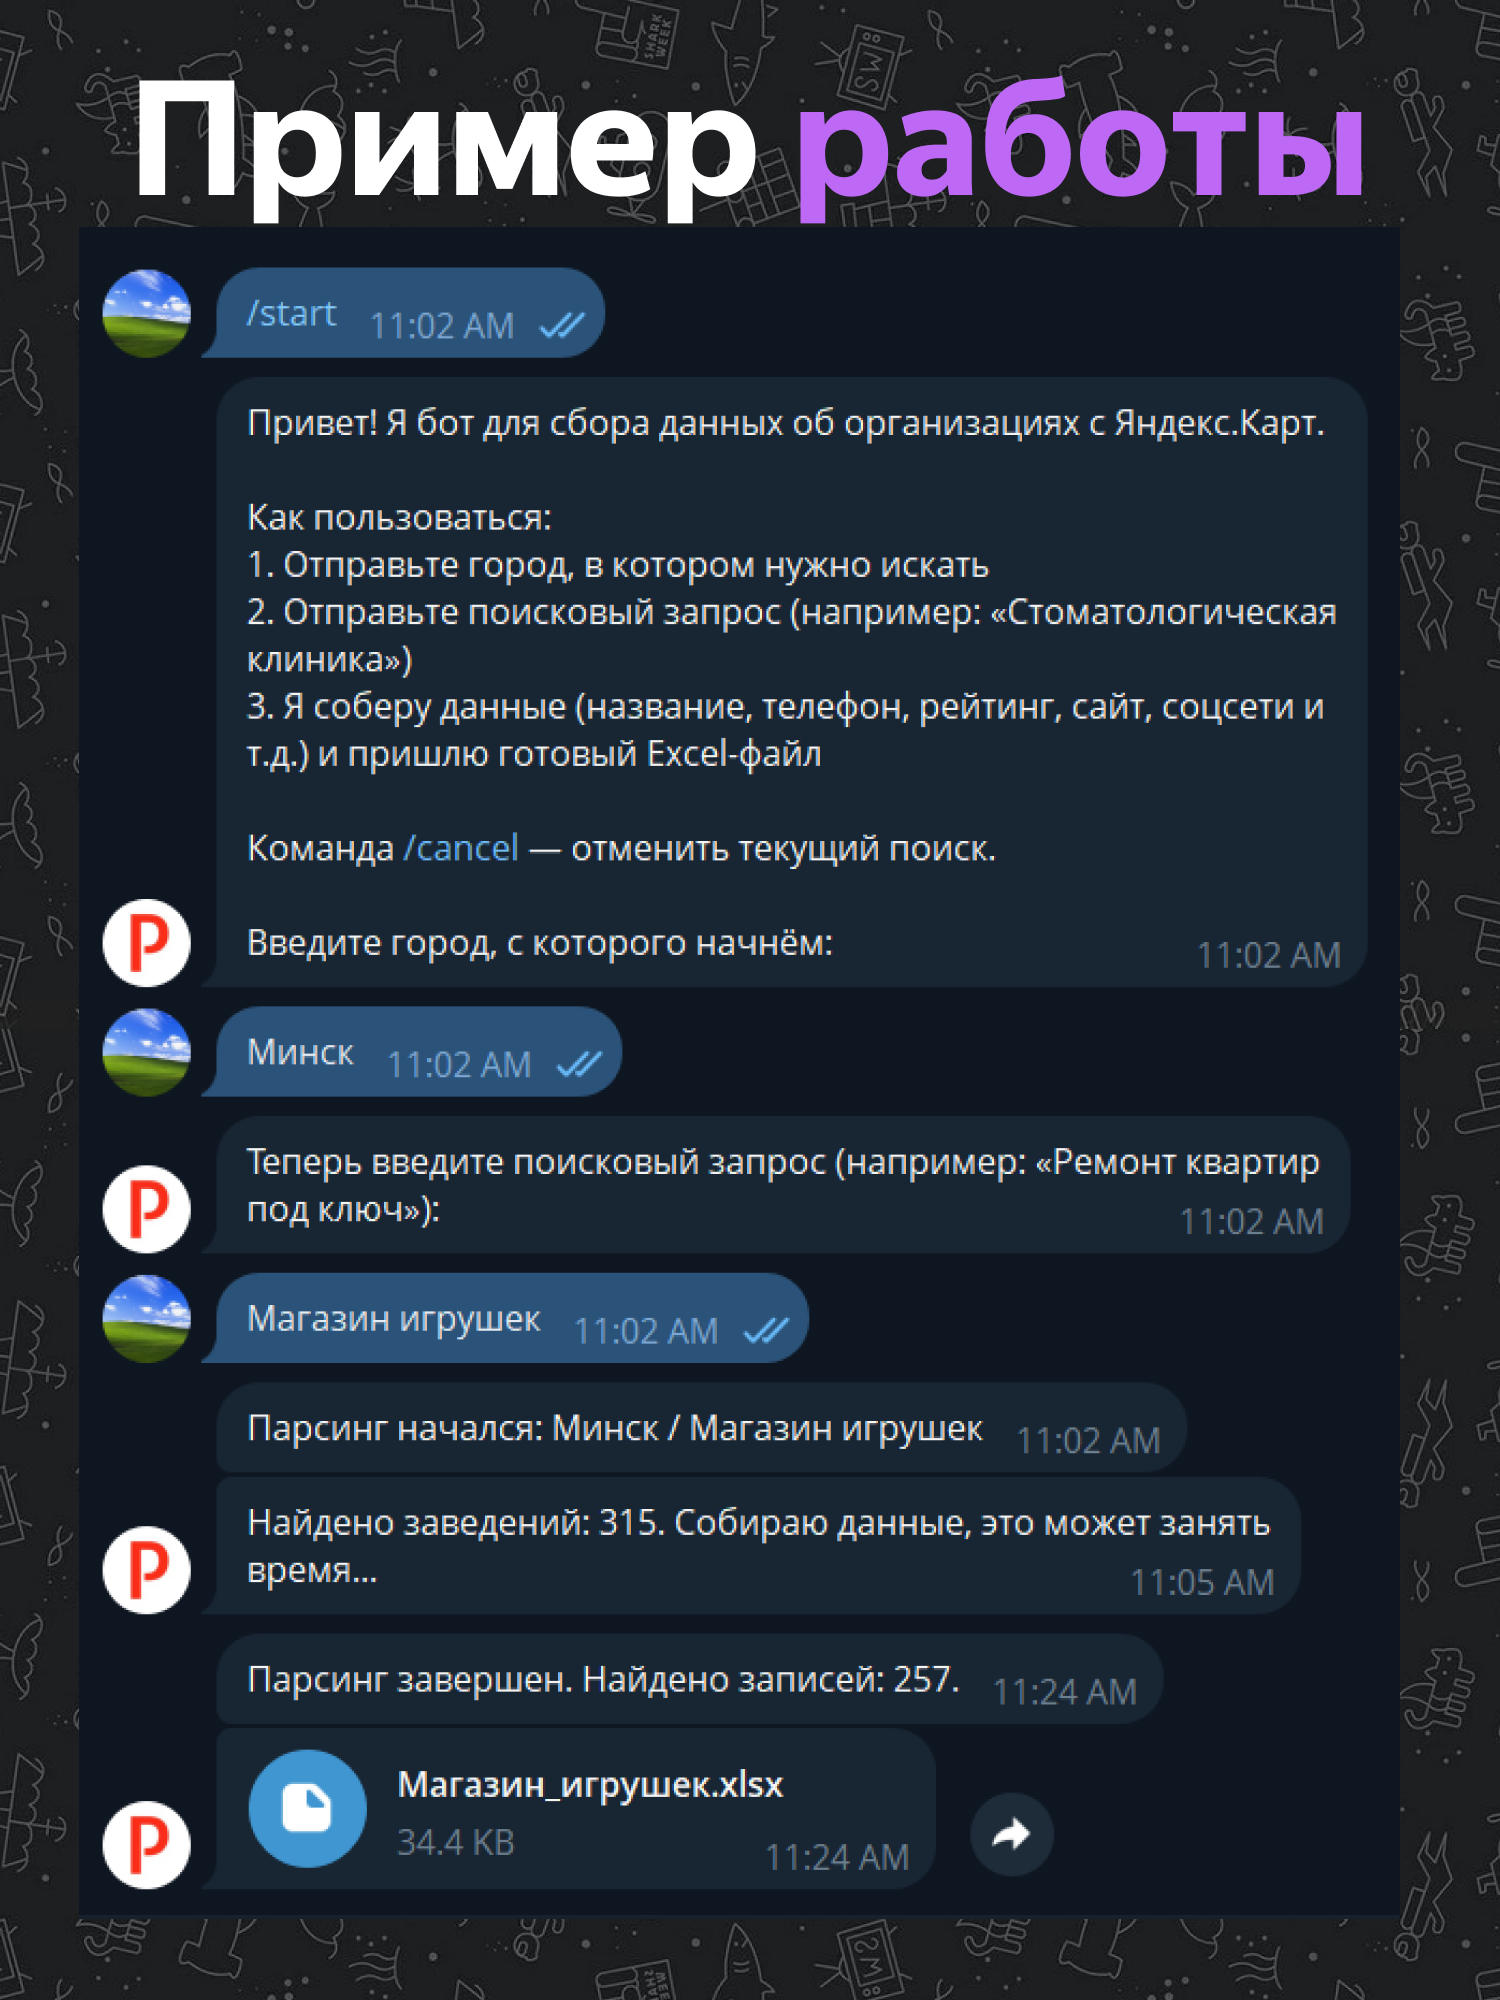 Пример работы
/start 11:02 AM
Привет! Я бот для сбора данных об организациях с Яндекс.Карт.
Как пользоваться:
1. Отправьте город, в котором нужно искать
2. Отправьте поисковый запрос (например: «Стоматологическая
клиника»)
3. Я соберу данные (название, телефон, рейтинг, сайт, соцсети и
т.д.) и пришлю готовый Excel-файл
Команда /cancel — отменить текущий поиск.
Введите город, с которого начнём: 11:02 AM
P
Минск 11:02 AM
Теперь введите поисковый запрос (например: «Ремонт квартир
под ключ»): 11:02 AM
P
Магазин игрушек 11:02 AM
Парсинг начался: Минск / Магазин игрушек 11:02 AM
Найдено заведений: 315. Собираю данные, это может занять
время... 11:05 AM
P
Парсинг завершен. Найдено записей: 257. 11:24 AM
Магазин_игрушек.xlsx
34.4 KB 11:24 AM
P